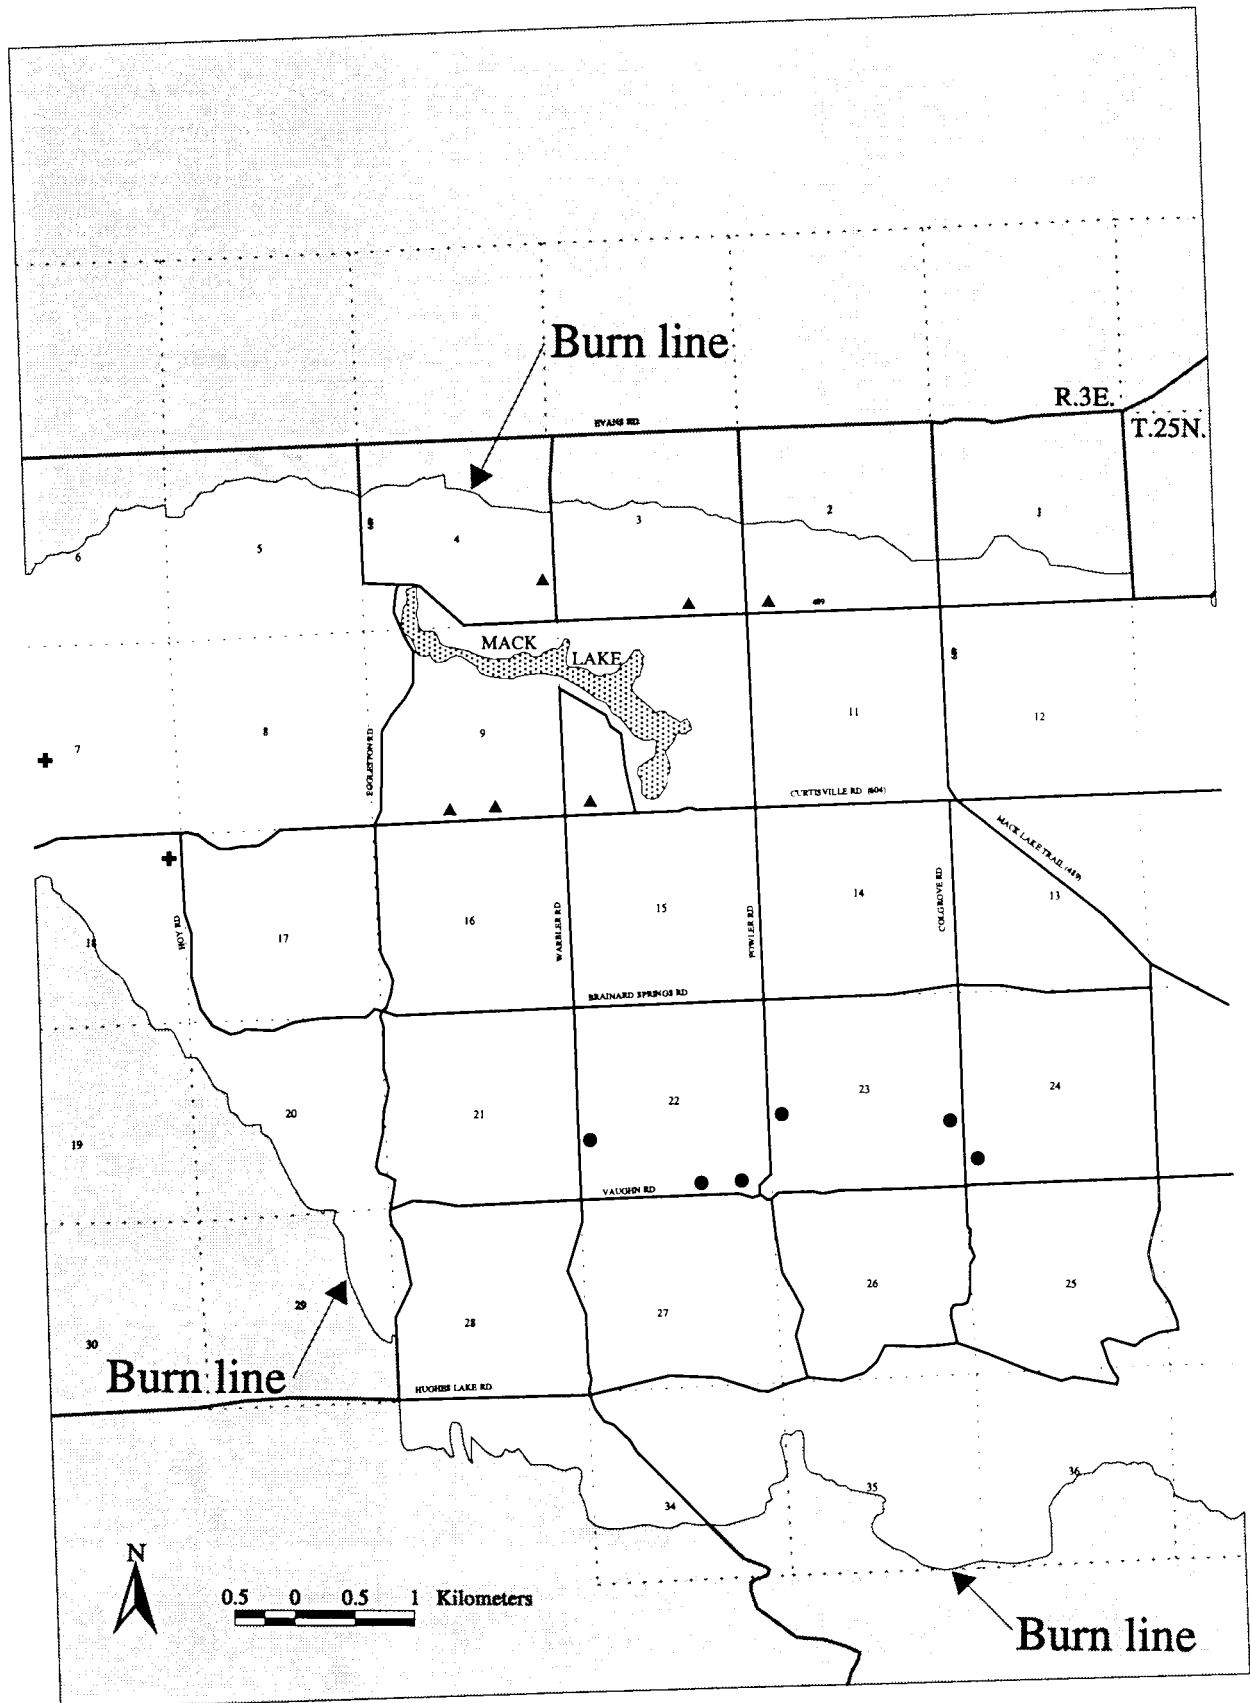 Burn line
R.3E.
EVANS RD
T.25N.
2
1
3
4
5
6
489
MACK
LAKE
11
12
8
9
7
EGGLESTON RD
CURTISVILLE RD (604)
MACK LAKE TRAIL (489)
14
13
COLGROVE RD
15
16
WARBLER RD
FOWLER RD
17
18
HOY RD
BRAINARD SPRINGS RD
24
23
22
21
20
19
VAUGHN RD
26
25
29
27
28
30
Burn line
HUGHES LAKE RD
36
35
34
N
0.5 0 0.5 1 Kilometers
Burn line